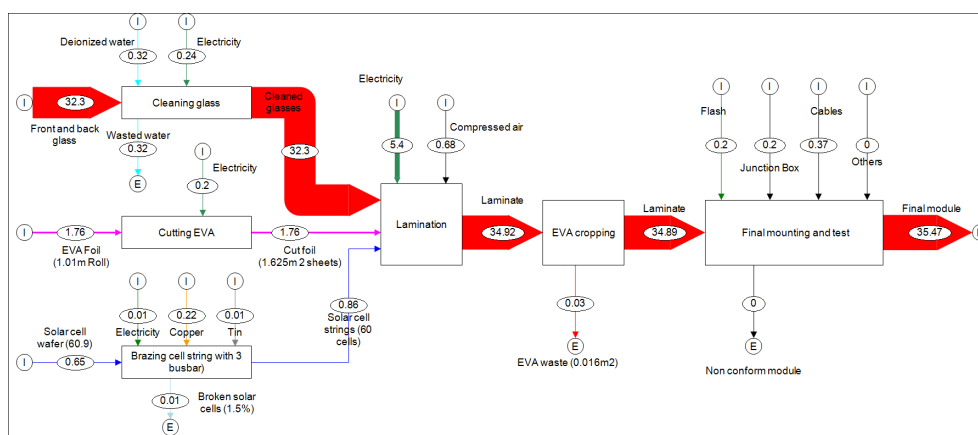 I
I
Deionized water
Electricity
0.32
0.24
I
32.3
Cleaning glass
Cleaned
glasses
Front and back
glass
Wasted water
0.32
E
I
Electricity
0.2
32.3
Electricity
I
5.4
I
Compressed air
0.68
I
1.76
Cutting EVA
1.76
EVA Foil
(1.01m Roll)
Cut foil
(1.625m 2 sheets)
Lamination
Laminate
34.92
EVA cropping
Laminate
34.89
I
I
I
I
Flash
Cables
0.2
0.2
0.37
0
Junction Box
Others
Final mounting and test
Final module
35.47
I
0.03
E
EVA waste (0.016m2)
0
E
Non conform module
I
I
I
0.01
0.22
0.01
0.86
Solar cell
strings (60
cells)
Solar cell
wafer (60.9)
Electricity
Copper
Tin
I
0.65
Brazing cell string with 3
busbar)
0.01
Broken solar
cells (1.5%)
E